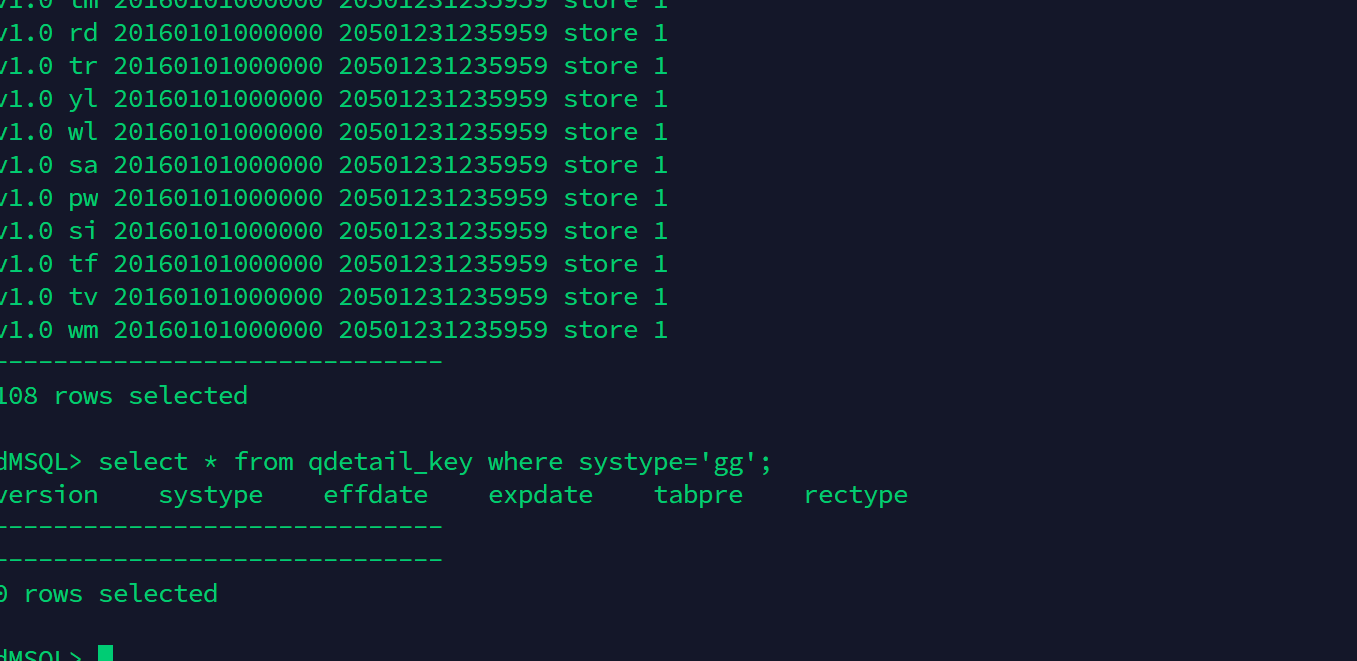 v1.0 tm 20160101000000 20501231235959 store 1
v1.0 rd 20160101000000 20501231235959 store 1
v1.0 tr 20160101000000 20501231235959 store 1
v1.0 yl 20160101000000 20501231235959 store 1
v1.0 wl 20160101000000 20501231235959 store 1
v1.0 sa 20160101000000 20501231235959 store 1
v1.0 pw 20160101000000 20501231235959 store 1
v1.0 si 20160101000000 20501231235959 store 1
v1.0 tf 20160101000000 20501231235959 store 1
v1.0 tv 20160101000000 20501231235959 store 1
v1.0 wm 20160101000000 20501231235959 store 1
------------------------------
108 rows selected
dMSQL> select * from qdetail_key where systype='gg';
version    systype    effdate    expdate    tabpre    rectype
------------------------------
------------------------------
0 rows selected
dMSQL>